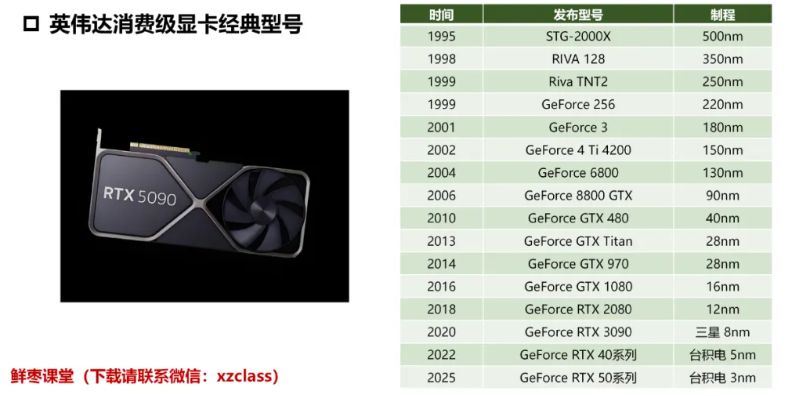 英伟达消费级显卡经典型号
RTX 5090
时间 发布型号 制程
1995 STG-2000X 500nm
1998 RIVA 128 350nm
1999 Riva TNT2 250nm
1999 GeForce 256 220nm
2001 GeForce 3 180nm
2002 GeForce 4 Ti 4200 150nm
2004 GeForce 6800 130nm
2006 GeForce 8800 GTX 90nm
2010 GeForce GTX 480 40nm
2013 GeForce GTX Titan 28nm
2014 GeForce GTX 970 28nm
2016 GeForce GTX 1080 16nm
2018 GeForce RTX 2080 12nm
2020 GeForce RTX 3090 三星 8nm
2022 GeForce RTX 40系列 台积电 5nm
2025 GeForce RTX 50系列 台积电 3nm
鲜枣课堂（下载请联系微信：xzclass）